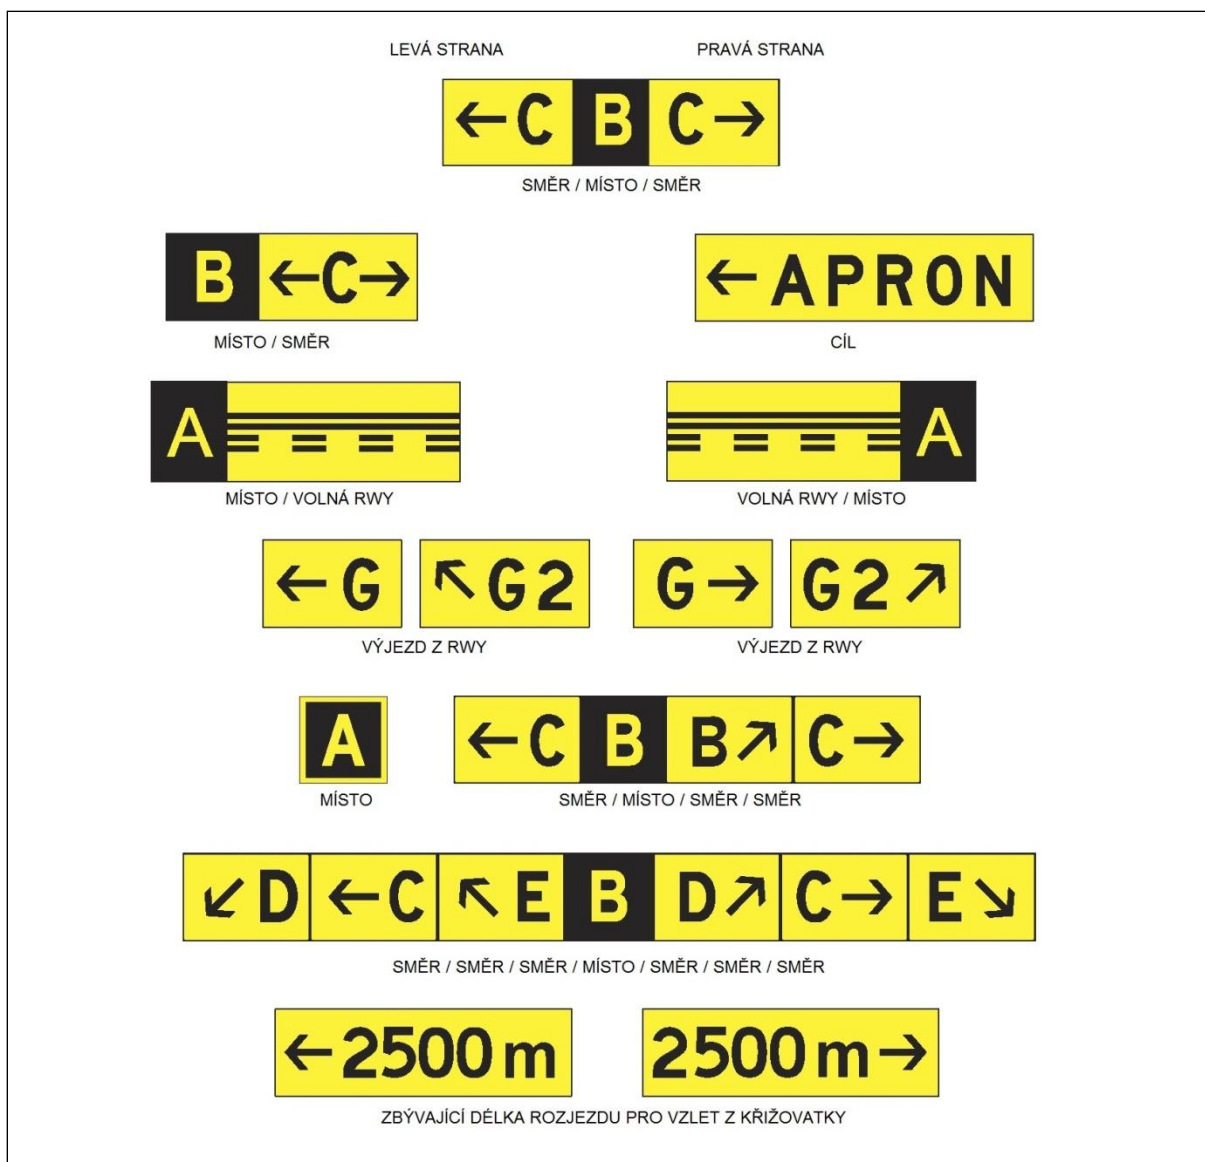 LEVÁ STRANA PRAVÁ STRANA
←C B C→
SMĚR / MÍSTO / SMĚR
B ←C→ ←APRON
MÍSTO / SMĚR CÍL
A A
MÍSTO / VOLNÁ RWY VOLNÁ RWY / MÍSTO
←G ↖G2 G→ G2↗
VÝJEZD Z RWY VÝJEZD Z RWY
A ←C B B↗ C→
MÍSTO SMĚR / MÍSTO / SMĚR / SMĚR
↙D ←C ↖E B D↗ C→ E↘
SMĚR / SMĚR / SMĚR / MÍSTO / SMĚR / SMĚR / SMĚR
←2500 m 2500 m→
ZBÝVAJÍCÍ DÉLKA ROZJEZDU PRO VZLET Z KŘIŽOVATKY